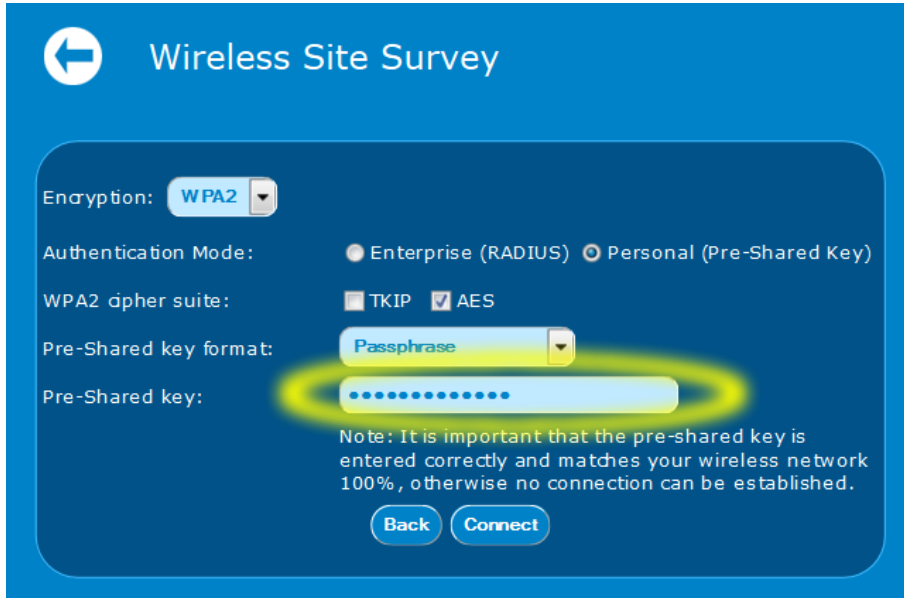 Wireless Site Survey
Encryption: WPA2
Authentication Mode: Enterprise (RADIUS) Personal (Pre-Shared Key)
WPA2 cipher suite: TKIP AES
Pre-Shared key format: Passphrase
Pre-Shared key: •••••••••••••
Note: It is important that the pre-shared key is
entered correctly and matches your wireless network
100%, otherwise no connection can be established.
Back Connect